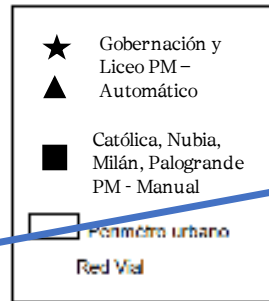 Gobernación y
Liceo PM –
Automático
Católica, Nubia,
Milán, Palogrande
PM - Manual
Perímetro urbano
Red Vial